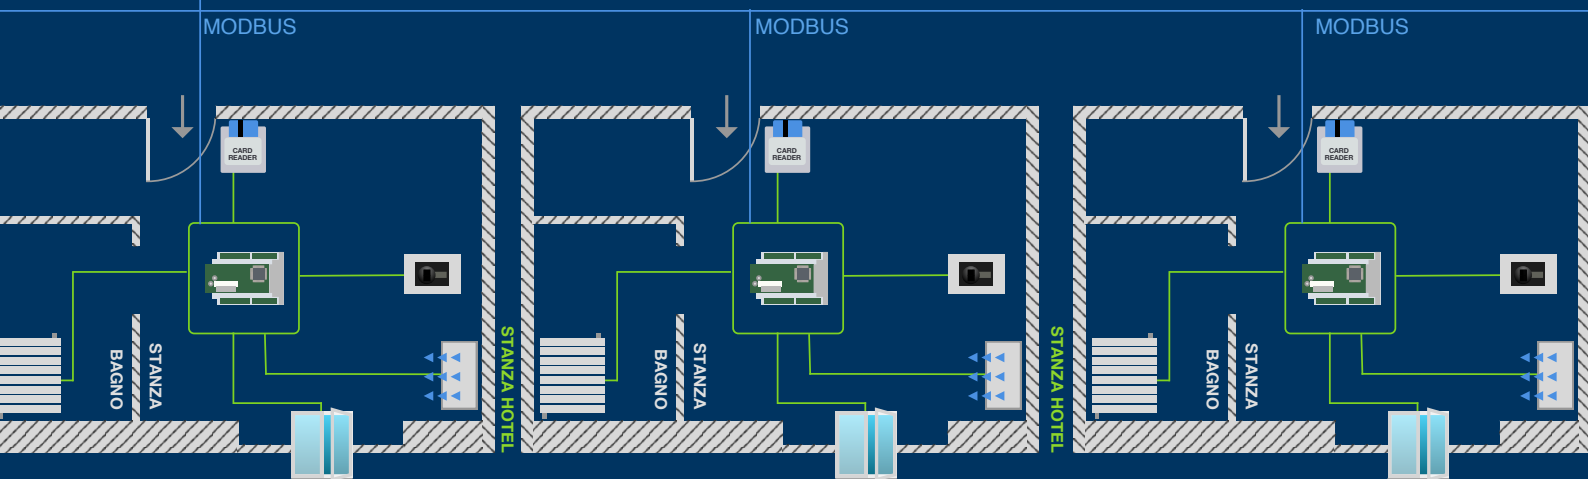 MODBUS
MODBUS
MODBUS
CARD
READER
CARD
READER
CARD
READER
BAGNO
STANZA
STANZA HOTEL
BAGNO
STANZA
STANZA HOTEL
BAGNO
STANZA